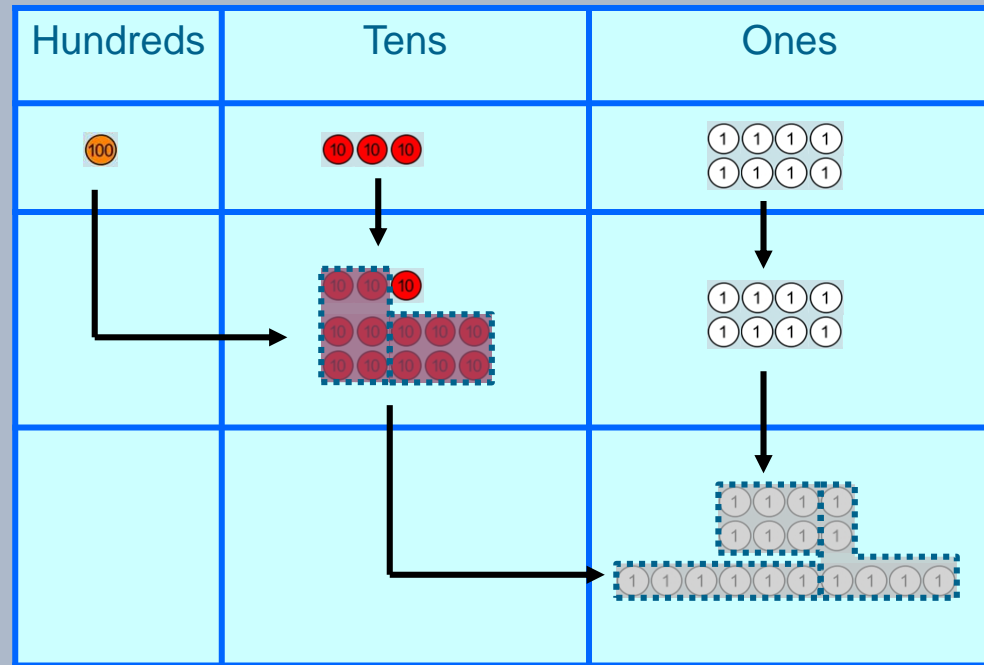 Hundreds Tens Ones
100 10 10 10 1 1 1 1
1 1 1 1
10 10 10 1 1 1 1
10 10 10 10 10 1 1 1 1
10 10 10 10 10
1 1 1 1
1 1 1 1
1 1 1 1 1 1 1 1 1 1